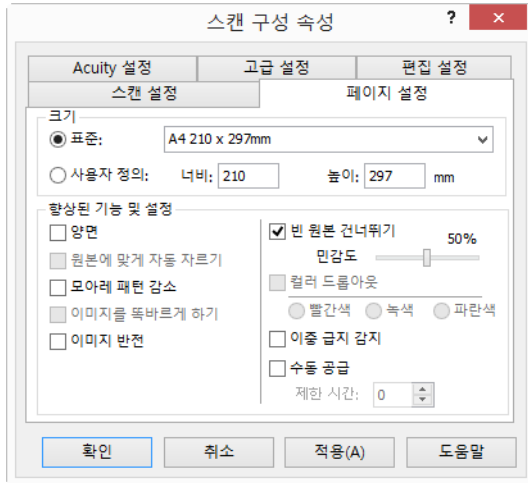 스캔 구성 속성 ? ×
Acuity 설정 고급 설정 편집 설정
스캔 설정 페이지 설정
크기
표준: A4 210 x 297mm
사용자 정의: 너비: 210 높이: 297 mm
향상된 기능 및 설정
양면
원본에 맞게 자동 자르기
모아레 패턴 감소
이미지를 똑바르게 하기
이미지 반전
빈 원본 건너뛰기 50%
민감도
컬러 드롭아웃
빨간색 녹색 파란색
이중 급지 감지
수동 공급
제한 시간: 0
확인 취소 적용(A) 도움말